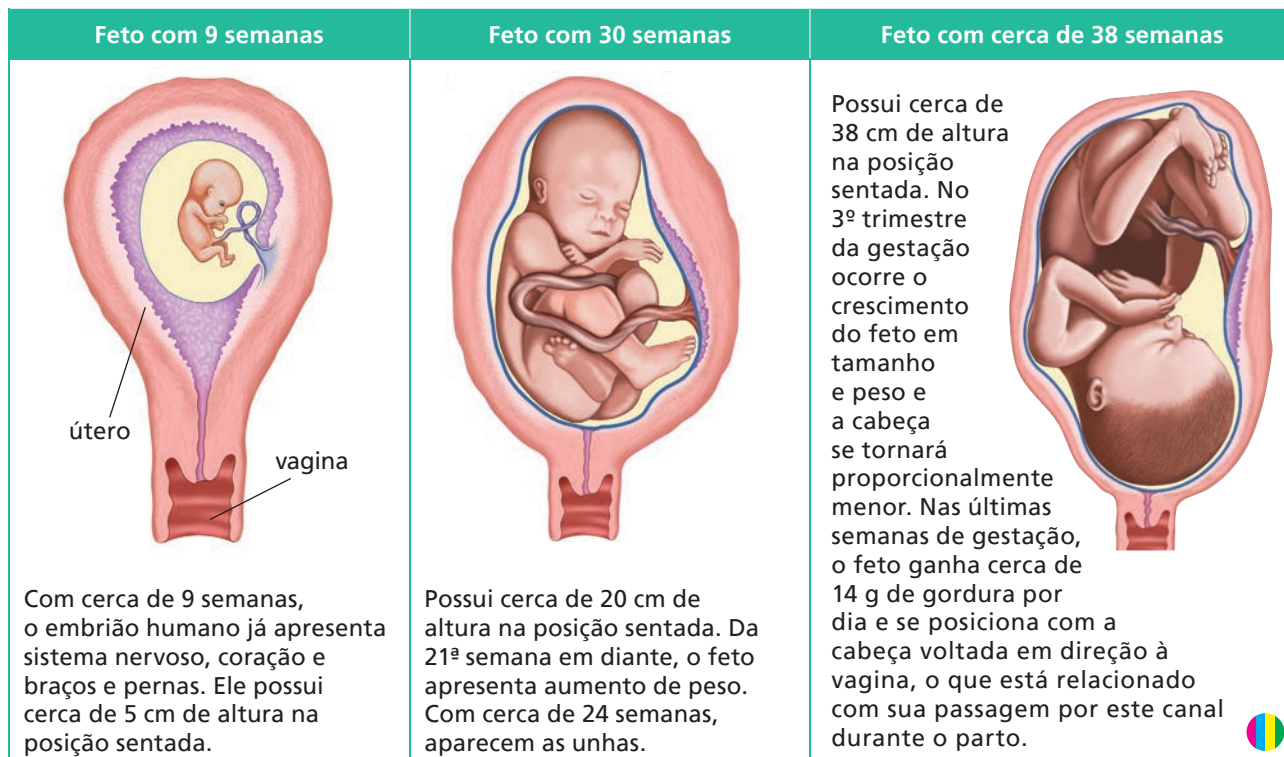 Feto com 9 semanas
útero
vagina
Com cerca de 9 semanas,
o embrião humano já apresenta
sistema nervoso, coração e
braços e pernas. Ele possui
cerca de 5 cm de altura na
posição sentada.
Feto com 30 semanas
Possui cerca de 20 cm de
altura na posição sentada. Da
21ª semana em diante, o feto
apresenta aumento de peso.
Com cerca de 24 semanas,
aparecem as unhas.
Feto com cerca de 38 semanas
Possui cerca de
38 cm de altura
na posição
sentada. No
3º trimestre
da gestação
ocorre o
crescimento
do feto em
tamanho
e peso e
a cabeça
se tornará
proporcionalmente
menor. Nas últimas
semanas de gestação,
o feto ganha cerca de
14 g de gordura por
dia e se posiciona com a
cabeça voltada em direção à
vagina, o que está relacionado
com sua passagem por este canal
durante o parto.